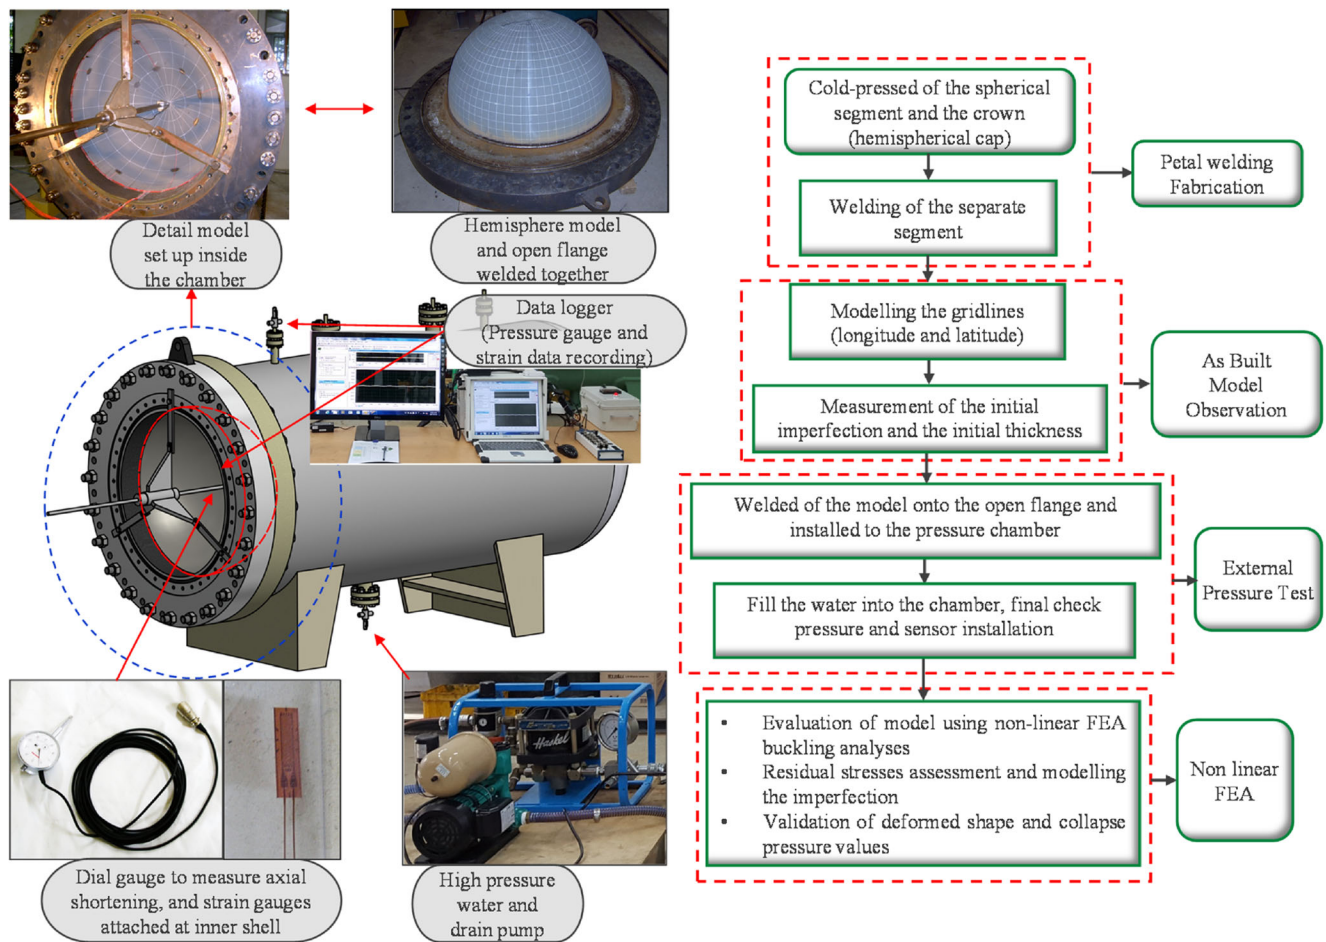 Detail model
set up inside
the chamber
Hemisphere model
and open flange
welded together
Data logger
(Pressure gauge and
strain data recording)
Haskel
Dial gauge to measure axial
shortening, and strain gauges
attached at inner shell
High pressure
water and
drain pump
Cold-pressed of the spherical
segment and the crown
(hemispherical cap)
Welding of the separate
segment
Petal welding
Fabrication
Modelling the gridlines
(longitude and latitude)
Measurement of the initial
imperfection and the initial thickness
As Built
Model
Observation
Welded of the model onto the open flange and
installed to the pressure chamber
Fill the water into the chamber, final check
pressure and sensor installation
External
Pressure Test
▪ Evaluation of model using non-linear FEA
buckling analyses
▪ Residual stresses assessment and modelling
the imperfection
▪ Validation of deformed shape and collapse
pressure values
Non linear
FEA